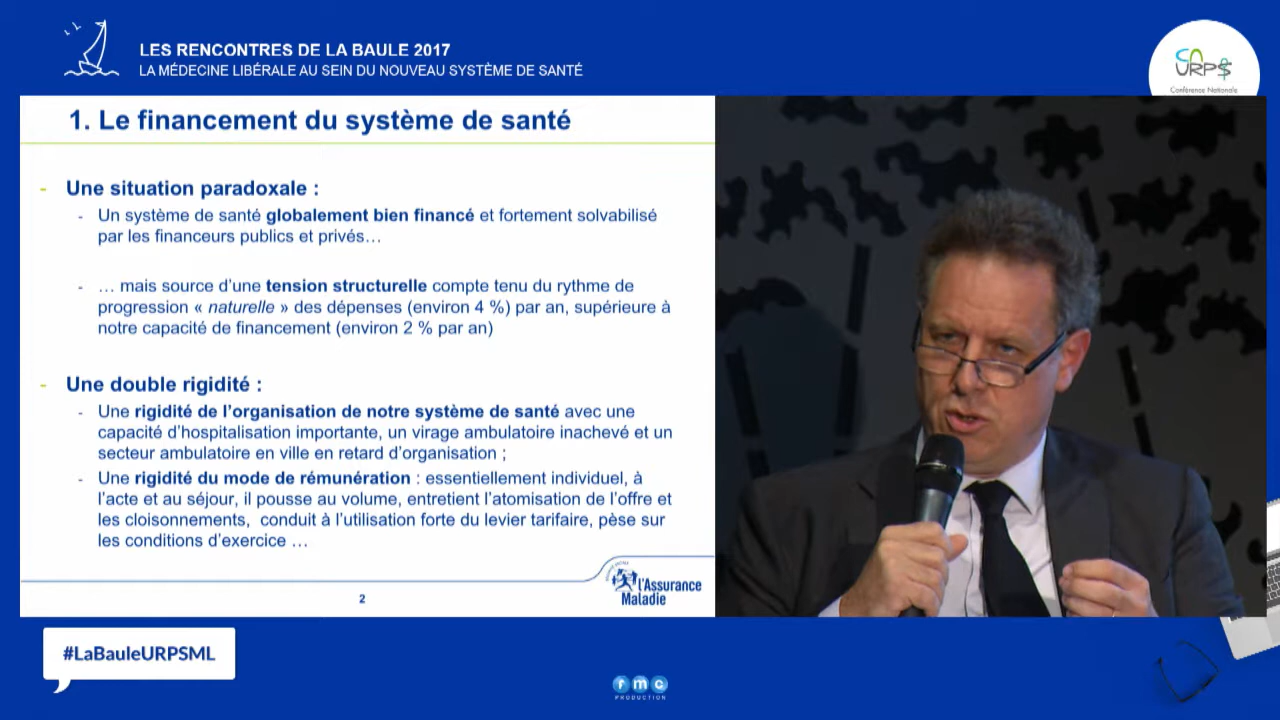 LES RENCONTRES DE LA BAULE 2017
LA MÉDECINE LIBÉRALE AU SEIN DU NOUVEAU SYSTÈME DE SANTÉ
URPS
Conférence Nationale
1. Le financement du système de santé
- Une situation paradoxale :
- Un système de santé globalement bien financé et fortement solvabilisé
par les financeurs publics et privés…
- … mais source d'une tension structurelle compte tenu du rythme de
progression « naturelle » des dépenses (environ 4 %) par an, supérieure à
notre capacité de financement (environ 2 % par an)
- Une double rigidité :
- Une rigidité de l'organisation de notre système de santé avec une
capacité d'hospitalisation importante, un virage ambulatoire inachevé et un
secteur ambulatoire en ville en retard d'organisation ;
- Une rigidité du mode de rémunération : essentiellement individuel, à
l'acte et au séjour, il pousse au volume, entretient l'atomisation de l'offre et
les cloisonnements, conduit à l'utilisation forte du levier tarifaire, pèse sur
les conditions d'exercice …
l'Assurance
Maladie
2
#LaBauleURPSML
fmc
PRODUCTION